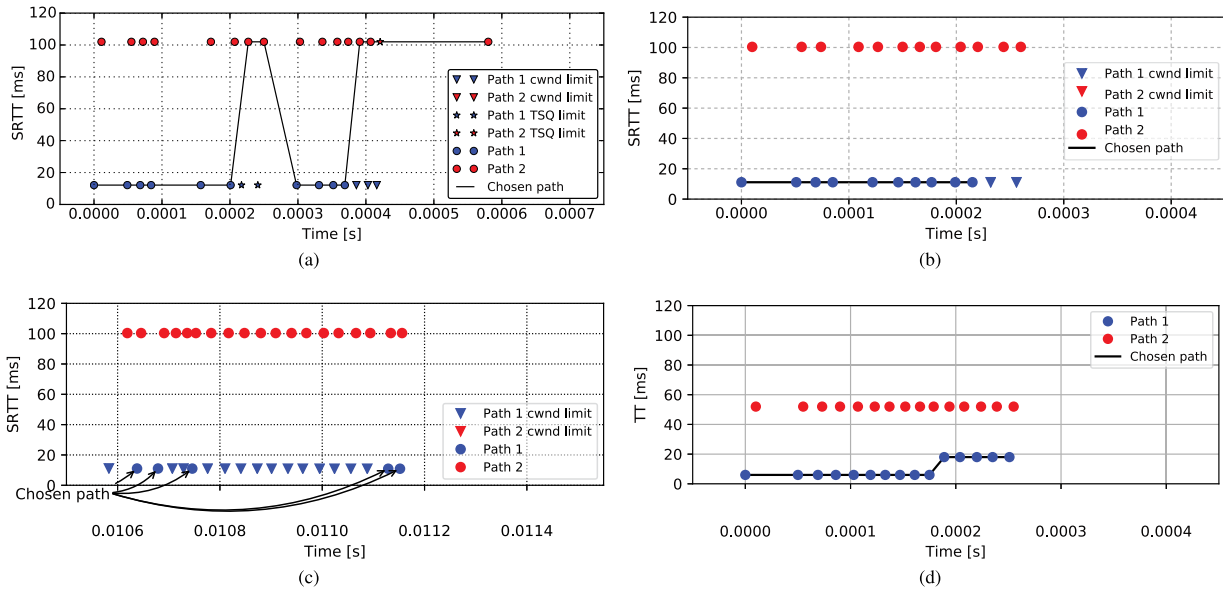 120
100
80
60
40
20
0
SRTT [ms]
Path 1 cwnd limit
Path 2 cwnd limit
Path 1 TSQ limit
Path 2 TSQ limit
Path 1
Path 2
Chosen path
0.0000 0.0001 0.0002 0.0003 0.0004 0.0005 0.0006 0.0007
Time [s]
(a)
120
100
80
60
40
20
0
SRTT [ms]
Path 1 cwnd limit
Path 2 cwnd limit
Path 1
Path 2
Chosen path
0.0000 0.0001 0.0002 0.0003 0.0004
Time [s]
(b)
120
100
80
60
40
20
0
SRTT [ms]
Path 1 cwnd limit
Path 2 cwnd limit
Path 1
Path 2
Chosen path
0.0106 0.0108 0.0110 0.0112 0.0114
Time [s]
(c)
120
100
80
60
40
20
0
TT [ms]
Path 1
Path 2
Chosen path
0.0000 0.0001 0.0002 0.0003 0.0004
Time [s]
(d)